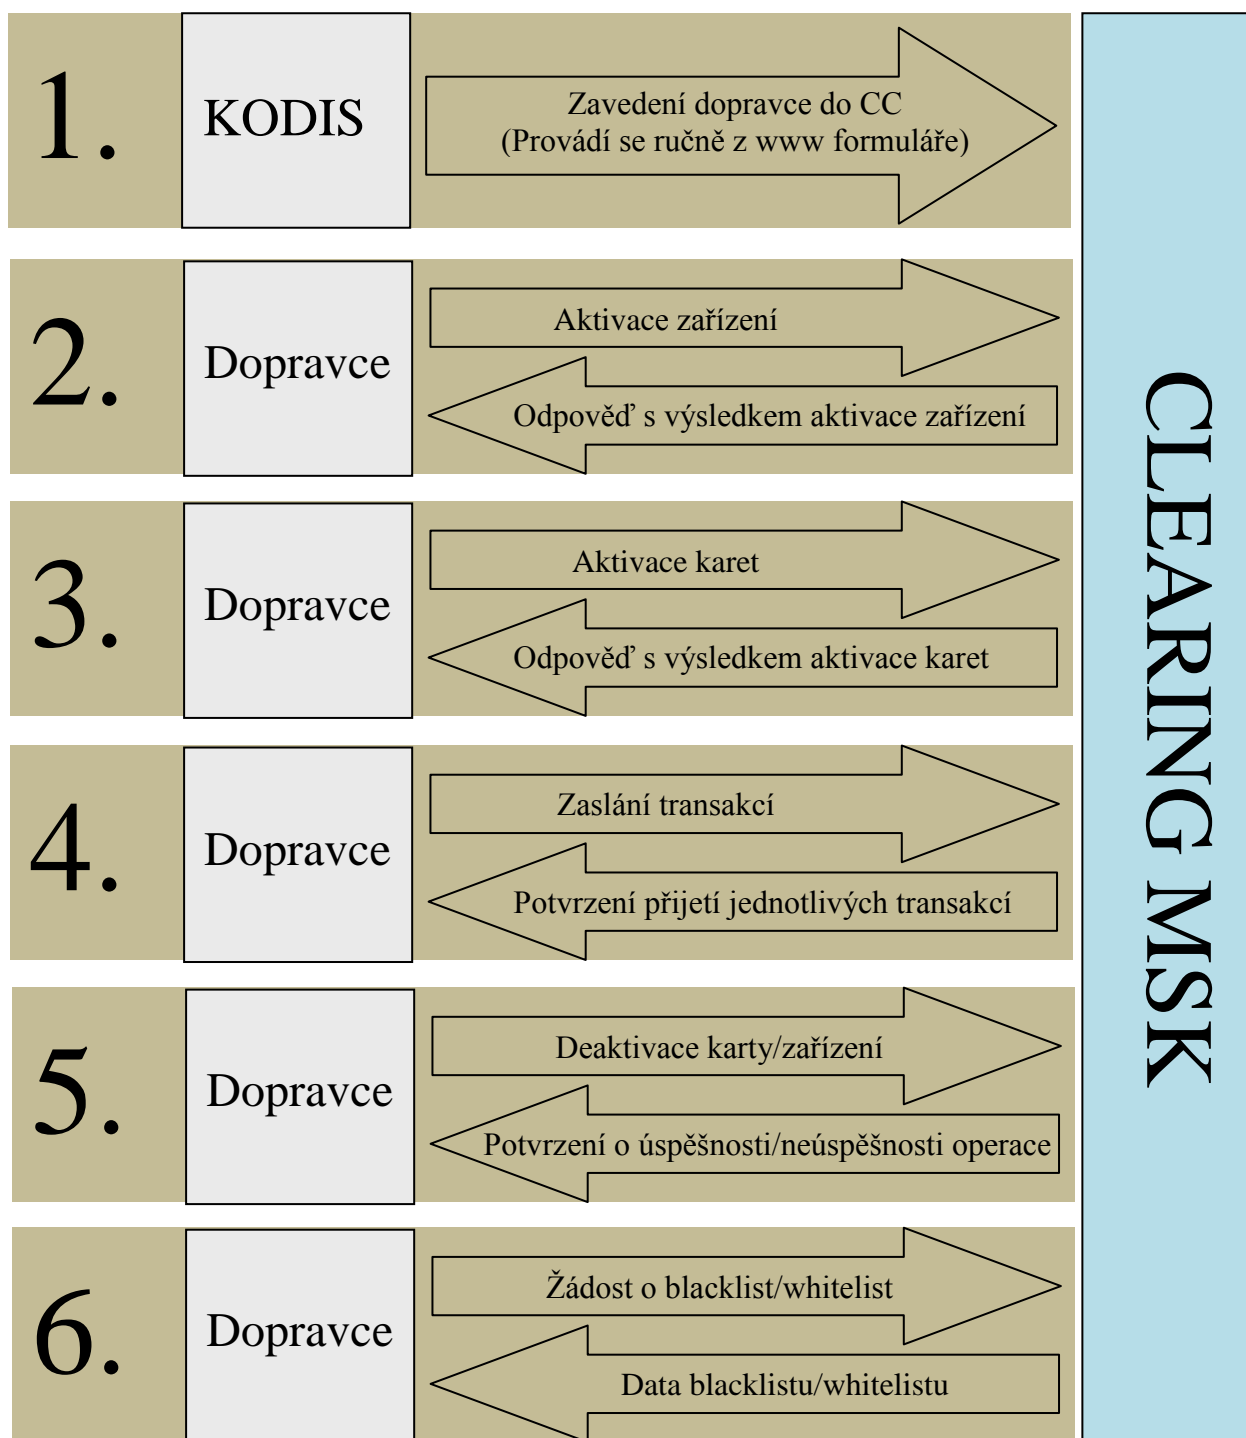 1.
KODIS
Zavedení dopravce do CC
(Provádí se ručně z www formuláře)
2.
Dopravce
Aktivace zařízení
Odpověď s výsledkem aktivace zařízení
3.
Dopravce
Aktivace karet
Odpověď s výsledkem aktivace karet
4.
Dopravce
Zaslání transakcí
Potvrzení přijetí jednotlivých transakcí
5.
Dopravce
Deaktivace karty/zařízení
Potvrzení o úspěšnosti/neúspěšnosti operace
6.
Dopravce
Žádost o blacklist/whitelist
Data blacklistu/whitelistu
CLEARING MSK